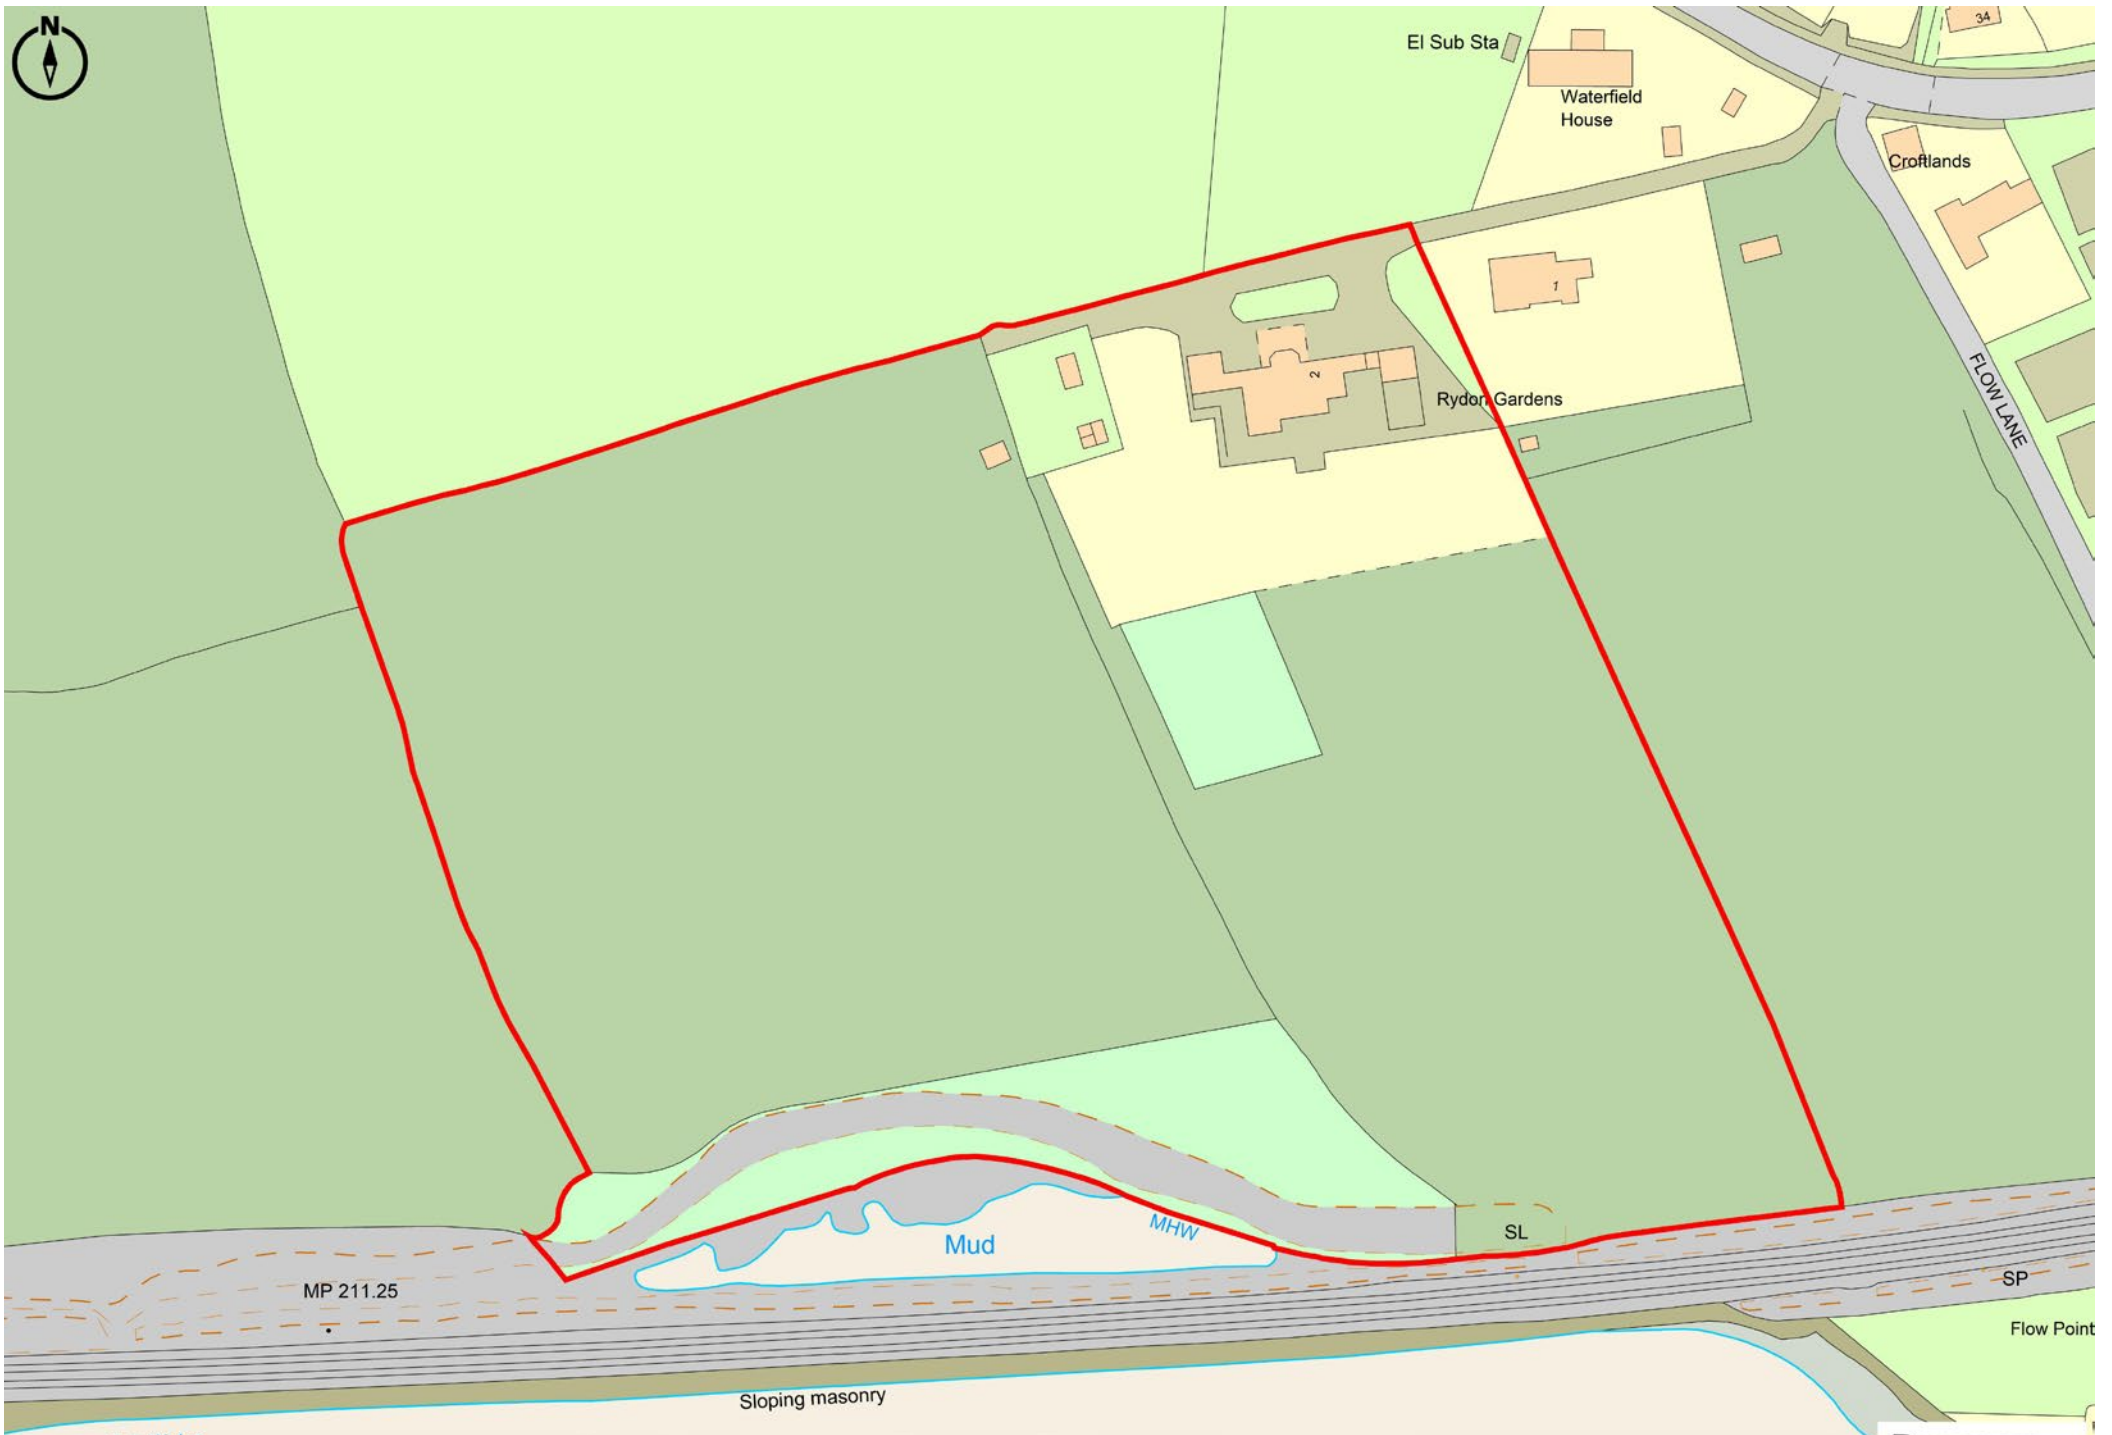 N
34
El Sub Sta
Waterfield
House
Croftlands
1
2
Rydon Gardens
FLOW LANE
MHW
Mud
SL
MP 211.25
SP
Flow Point
Sloping masonry